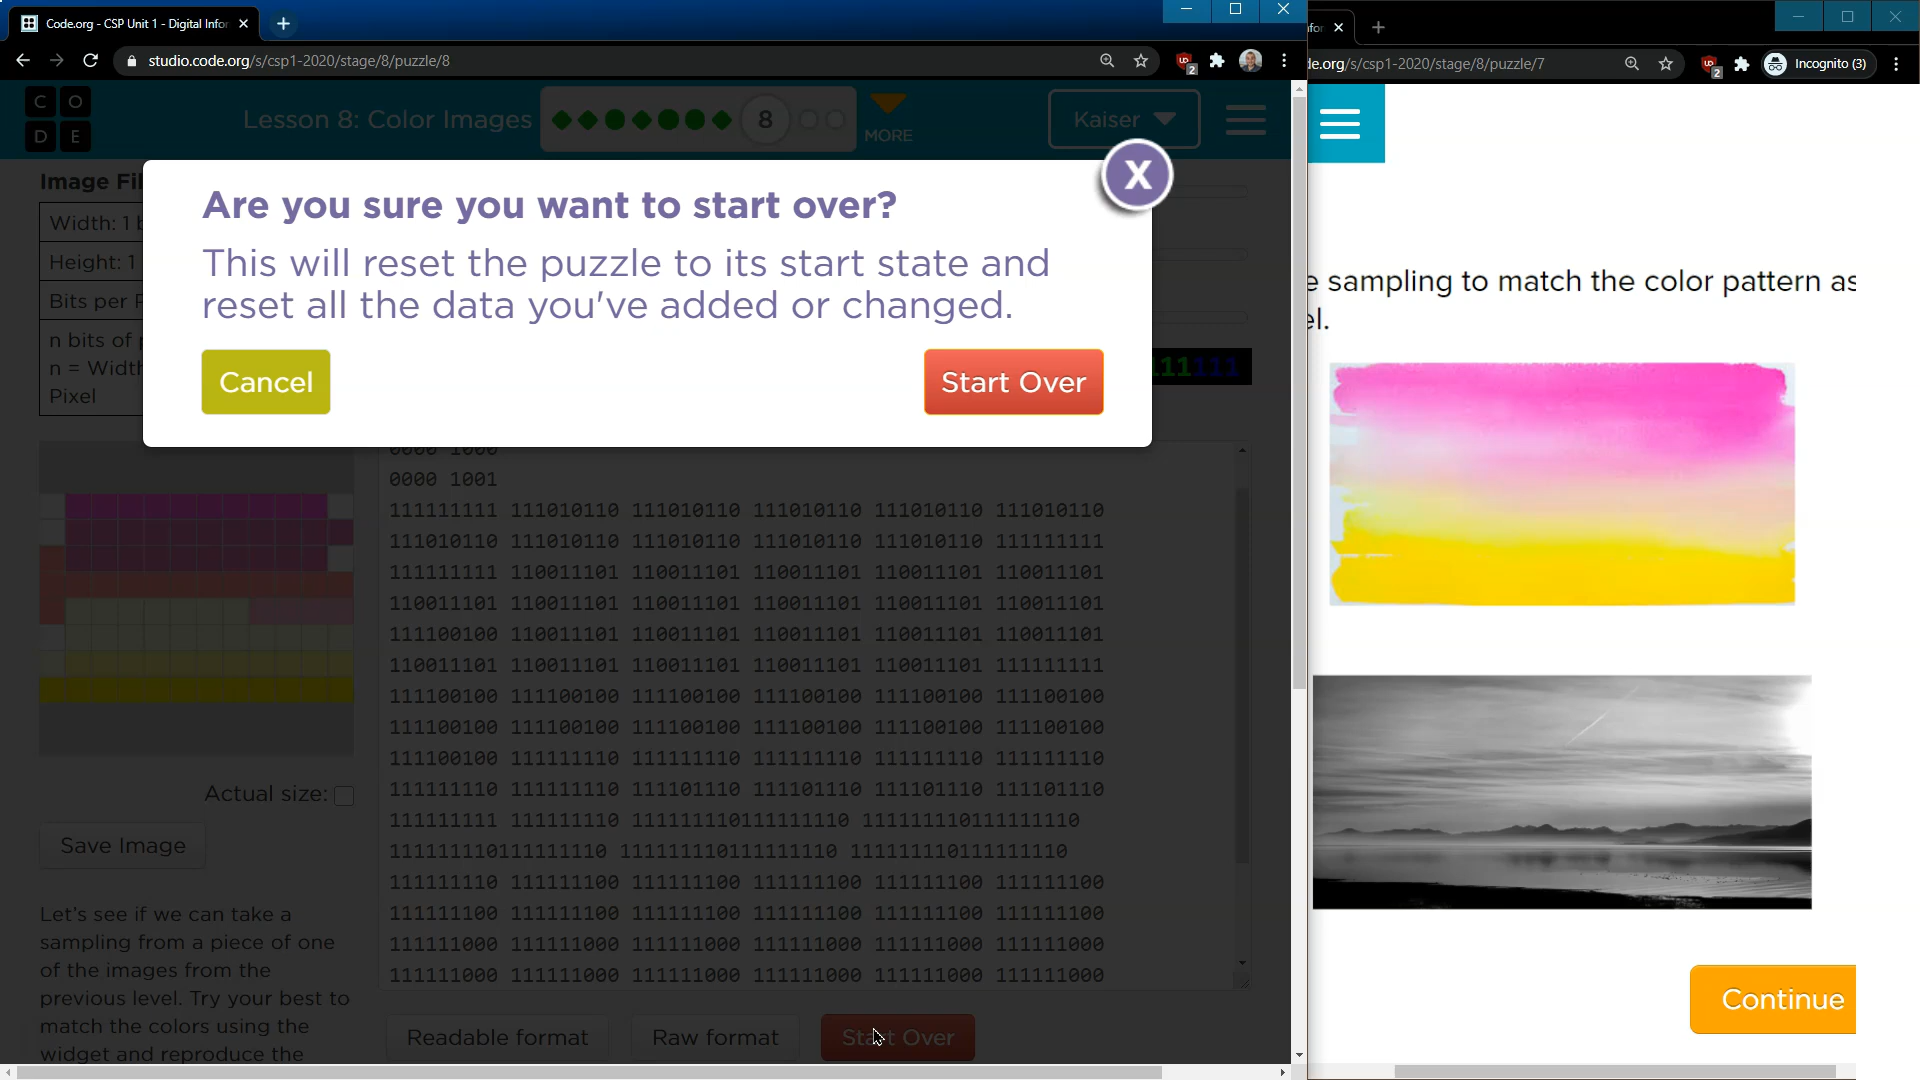 Code.org - CSP Unit 1 - Digital Infor
studio.code.org/s/csp1-2020/stage/8/puzzle/8
2
C O
D E
Lesson 8: Color Images
8
MORE
Kaiser
Image Fil
Width: 1 b
Height: 1
Bits per P
n bits of
n = Width
Pixel
Are you sure you want to start over?
X
This will reset the puzzle to its start state and
reset all the data you've added or changed.
Cancel
Start Over
111111
0000 1000
0000 1001
111111111 111010110 111010110 111010110 111010110 111010110
111010110 111010110 111010110 111010110 111010110 111111111
111111111 110011101 110011101 110011101 110011101 110011101
110011101 110011101 110011101 110011101 110011101 110011101
111100100 110011101 110011101 110011101 110011101 110011101
110011101 110011101 110011101 110011101 110011101 111111111
111100100 111100100 111100100 111100100 111100100 111100100
111100100 111100100 111100100 111100100 111100100 111100100
111100100 111111110 111111110 111111110 111111110 111111110
111111110 111111110 111101110 111101110 111101110 111101110
111111111 111111110 111111110111111110 111111110111111110
111111110111111110 111111110111111110 111111110111111110
111111110 111111100 111111100 111111100 111111100 111111100
111111100 111111100 111111100 111111100 111111100 111111100
111111000 111111000 111111000 111111000 111111000 111111000
111111000 111111000 111111000 111111000 111111000 111111000
Actual size:
Save Image
Let's see if we can take a
sampling from a piece of one
of the images from the
previous level. Try your best to
match the colors using the
widget and reproduce the
Readable format
Raw format
Start Over
nfor
de.org/s/csp1-2020/stage/8/puzzle/7
2
Incognito (3)
e sampling to match the color pattern as
el.
Continue